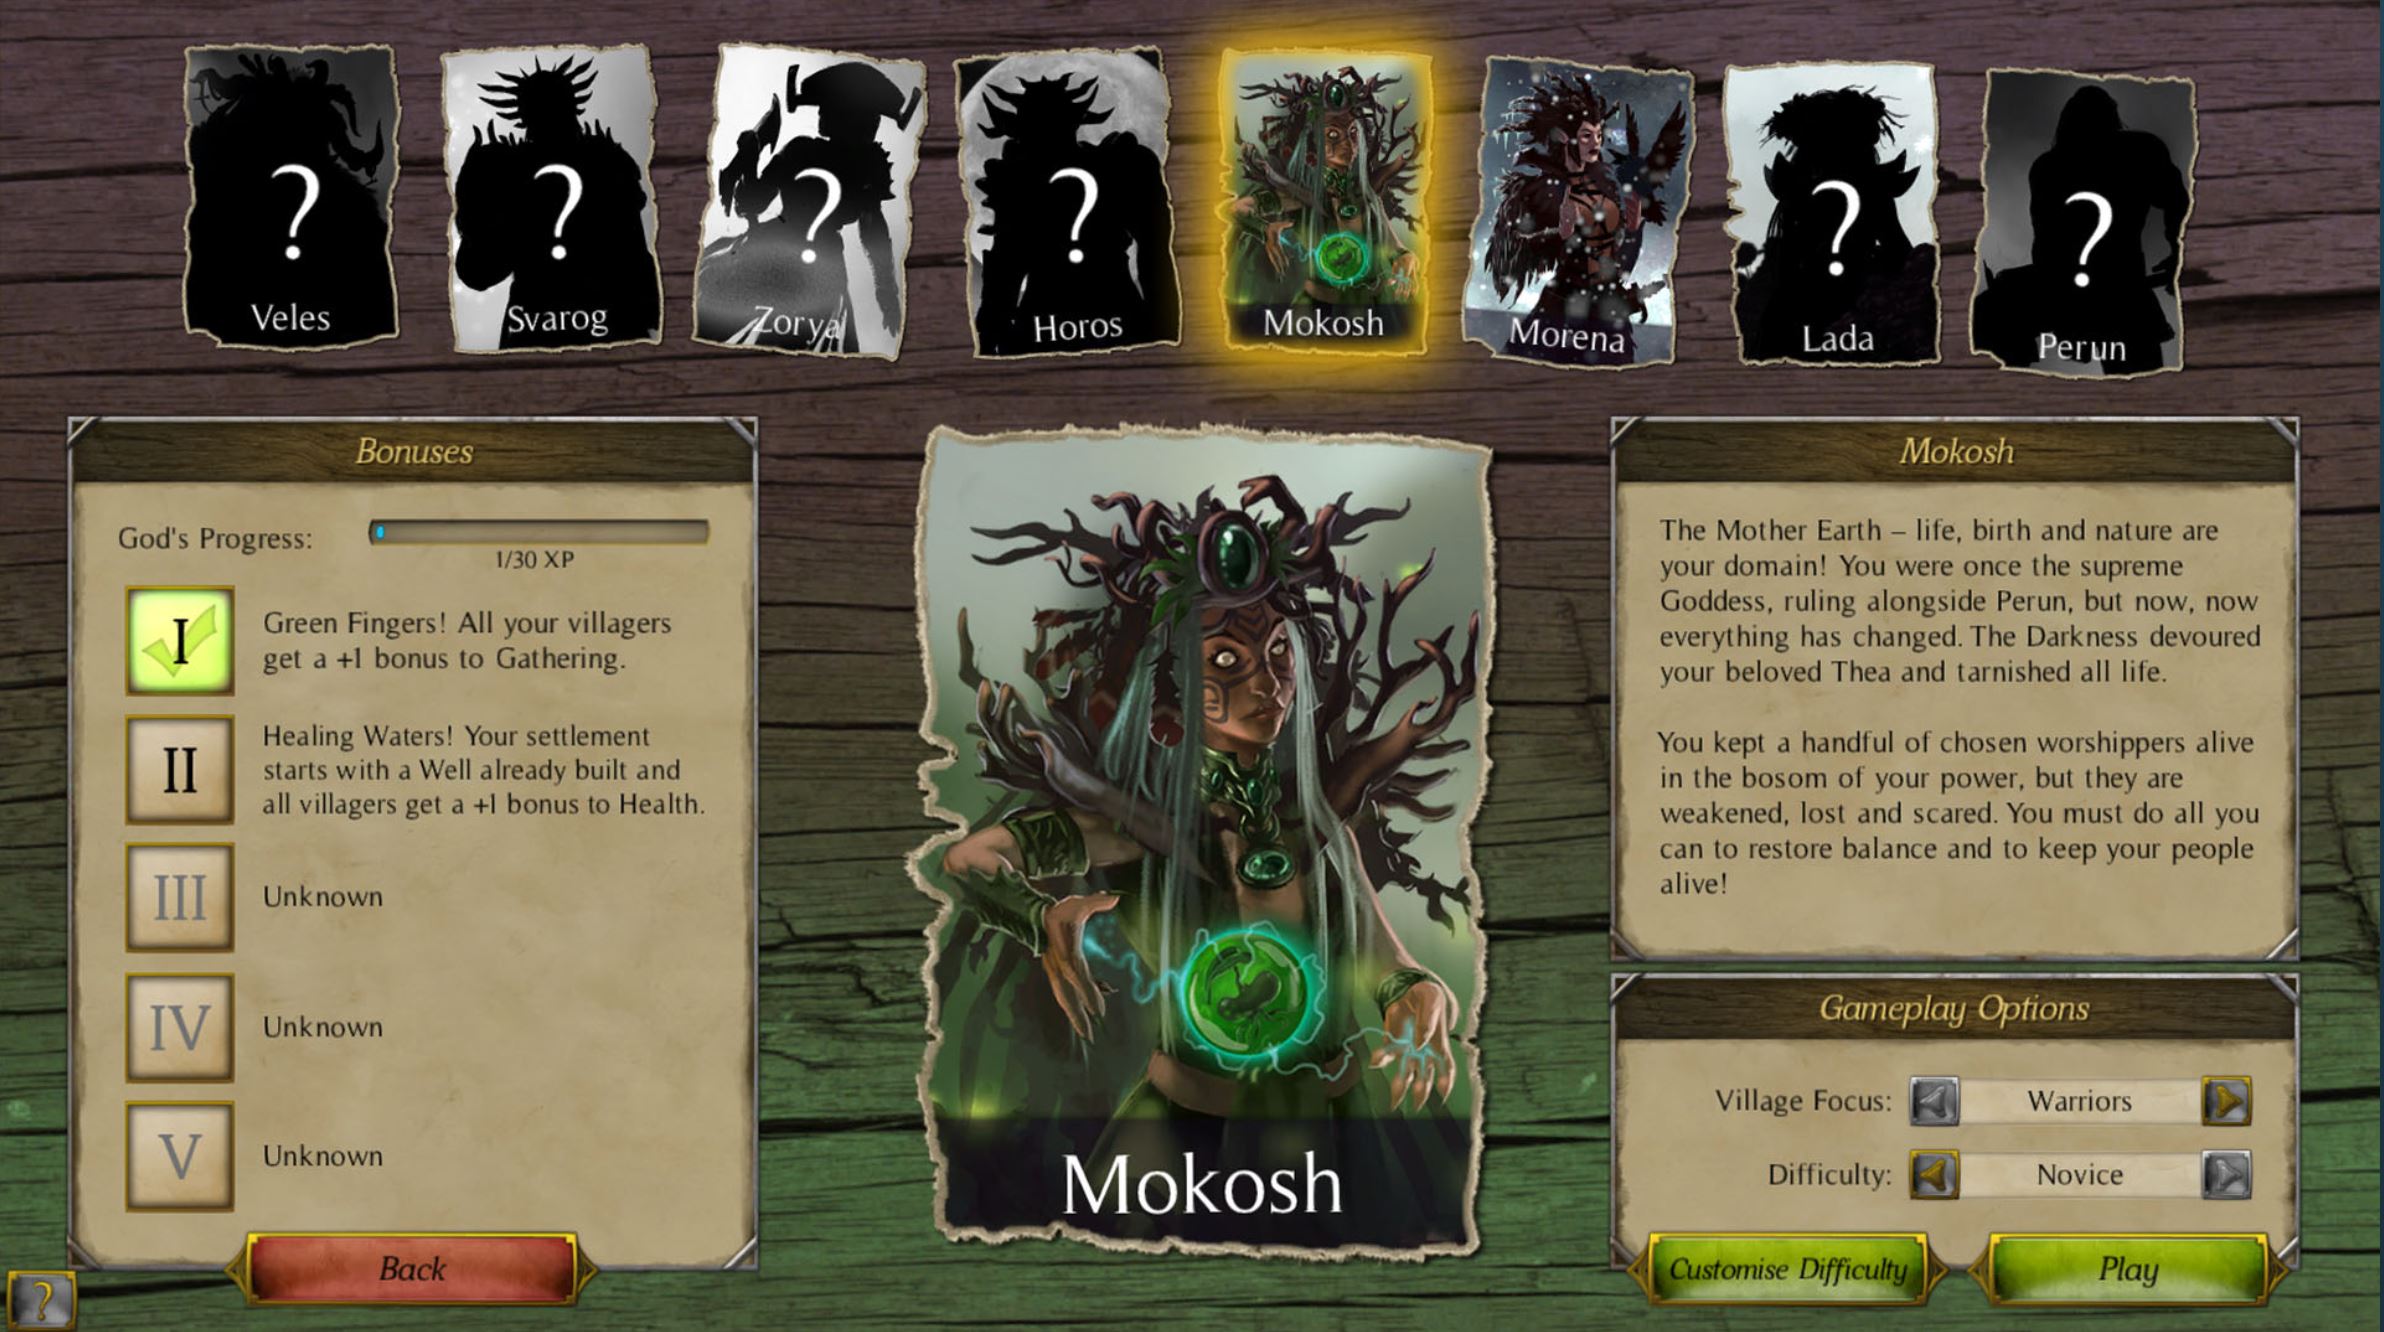 ?
?
?
?
?
?
Veles
Svarog
Zorya
Horos
Mokosh
Morena
Lada
Perun
Bonuses
God's Progress:
1/30 XP
I
Green Fingers! All your villagers
get a +1 bonus to Gathering.
II
Healing Waters! Your settlement
starts with a Well already built and
all villagers get a +1 bonus to Health.
III
Unknown
IV
Unknown
V
Unknown
Back
?
Mokosh
Mokosh
The Mother Earth – life, birth and nature are
your domain! You were once the supreme
Goddess, ruling alongside Perun, but now, now
everything has changed. The Darkness devoured
your beloved Thea and tarnished all life.
You kept a handful of chosen worshippers alive
in the bosom of your power, but they are
weakened, lost and scared. You must do all you
can to restore balance and to keep your people
alive!
Gameplay Options
Village Focus: Warriors
Difficulty: Novice
Customise Difficulty
Play